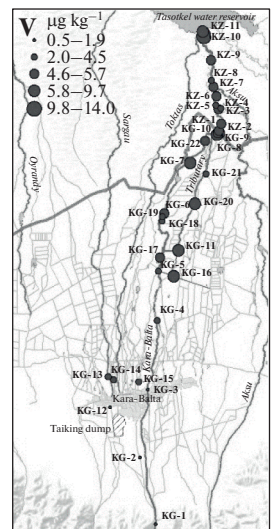 V μg kg⁻¹
0.5–1.9
2.0–4.5
4.6–5.7
5.8–9.7
9.8–14.0
Tasotkel water reservoir
KZ-11
KZ-10
KZ-9
KZ-8
KZ-7
Aksu
KZ-6
KZ-5
KZ-4
KZ-3
Toktas
Sargau
KZ-1
KZ-2
KG-10
KG-9
KG-22
KG-8
Oyrandy
KG-7
Tributary
KG-21
KG-6
KG-20
KG-19
KG-18
KG-11
KG-17
KG-5
KG-16
KG-4
Kara-Balta
KG-14
KG-13
KG-15
KG-3
Kara-Balta
Aksu
KG-12
Taiking dump
KG-2
KG-1